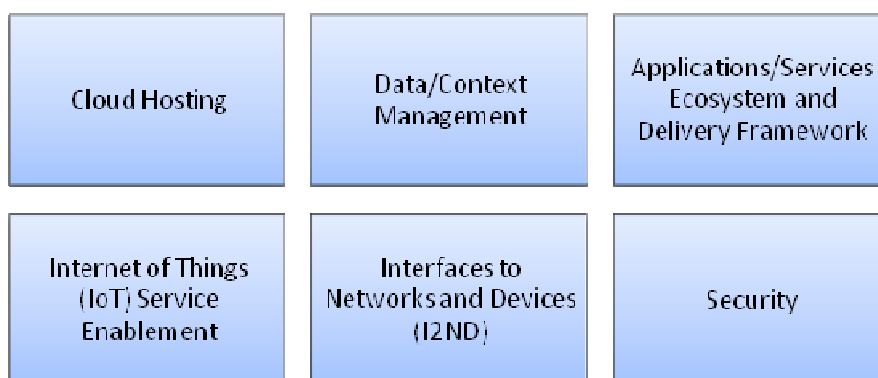 Cloud Hosting
Data/Context
Management
Applications/Services
Ecosystem and
Delivery Framework
Internet of Things
(IoT) Service
Enablement
Interfaces to
Networks and Devices
(I2ND)
Security